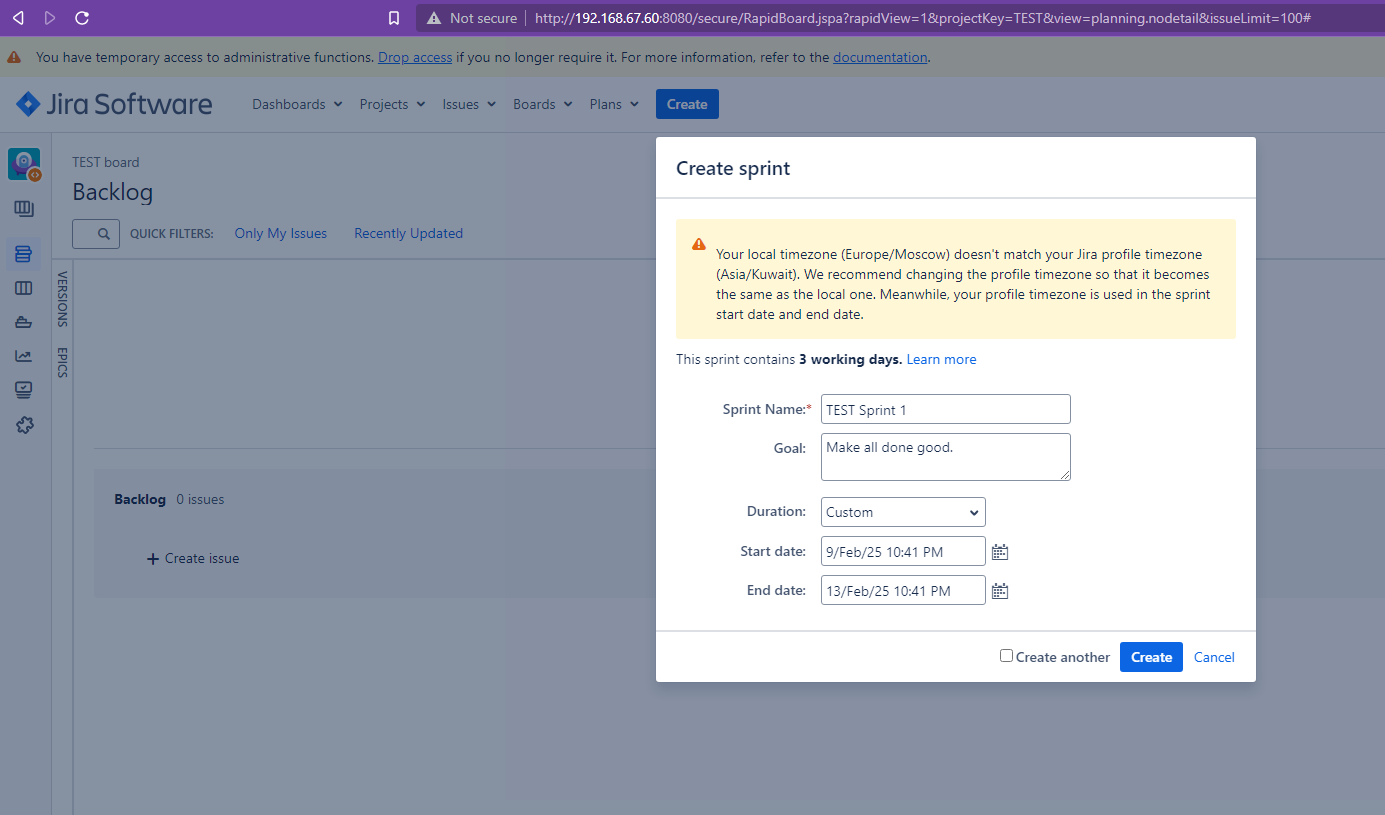 Not secure http://192.168.67.60:8080/secure/RapidBoard.jspa?rapidView=1&projectKey=TEST&view=planning.nodetail&issueLimit=100#
You have temporary access to administrative functions. Drop access if you no longer require it. For more information, refer to the documentation.
Jira Software Dashboards Projects Issues Boards Plans Create
TEST board
Backlog
QUICK FILTERS: Only My Issues Recently Updated
VERSIONS
EPICS
Backlog 0 issues
+ Create issue
Create sprint
Your local timezone (Europe/Moscow) doesn't match your Jira profile timezone
(Asia/Kuwait). We recommend changing the profile timezone so that it becomes
the same as the local one. Meanwhile, your profile timezone is used in the sprint
start date and end date.
This sprint contains 3 working days. Learn more
Sprint Name:* TEST Sprint 1
Goal: Make all done good.
Duration: Custom
Start date: 9/Feb/25 10:41 PM
End date: 13/Feb/25 10:41 PM
Create another Create Cancel